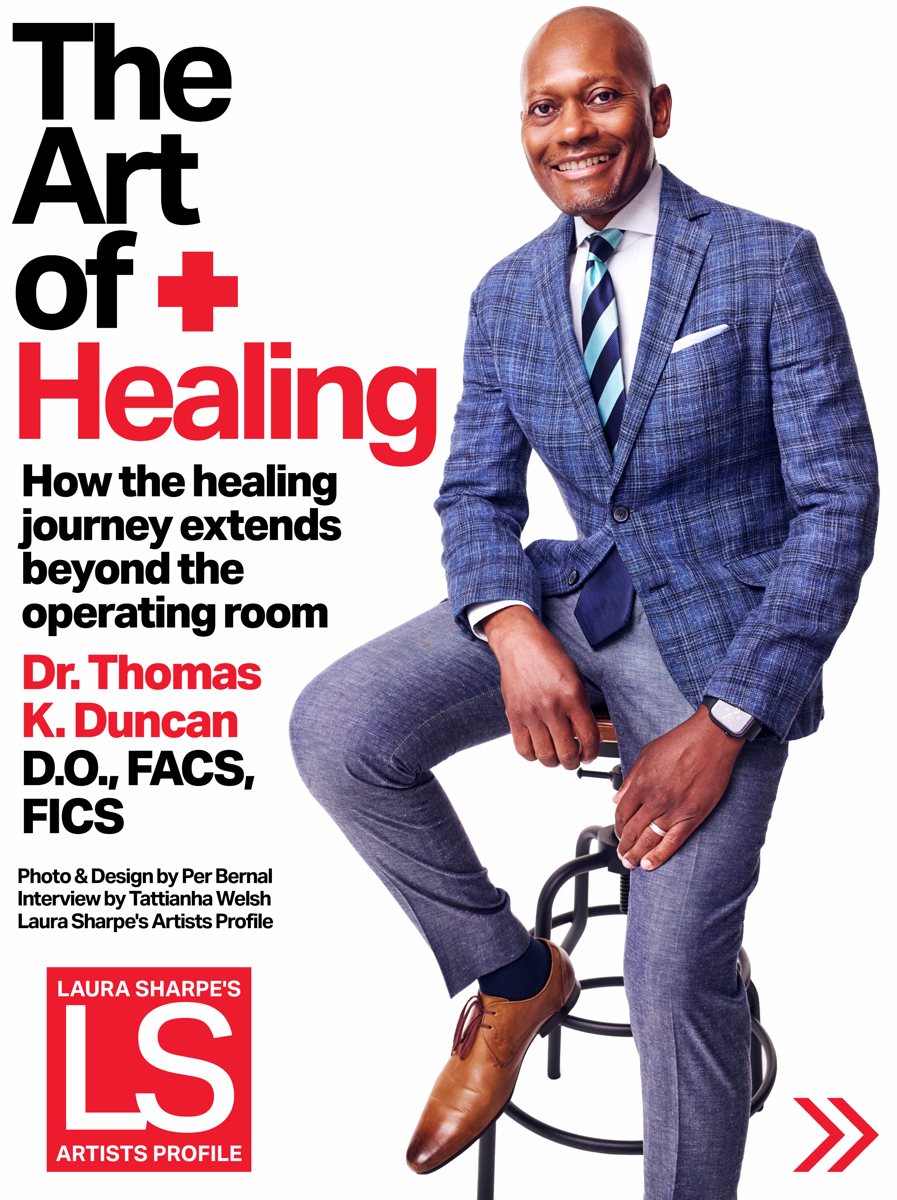 The
Art
of
Healing
How the healing
journey extends
beyond the
operating room
Dr. Thomas
K. Duncan
D.O., FACS,
FICS
Photo & Design by Per Bernal
Interview by Tattianha Welsh
Laura Sharpe's Artists Profile
LAURA SHARPE'S
LS
ARTISTS PROFILE